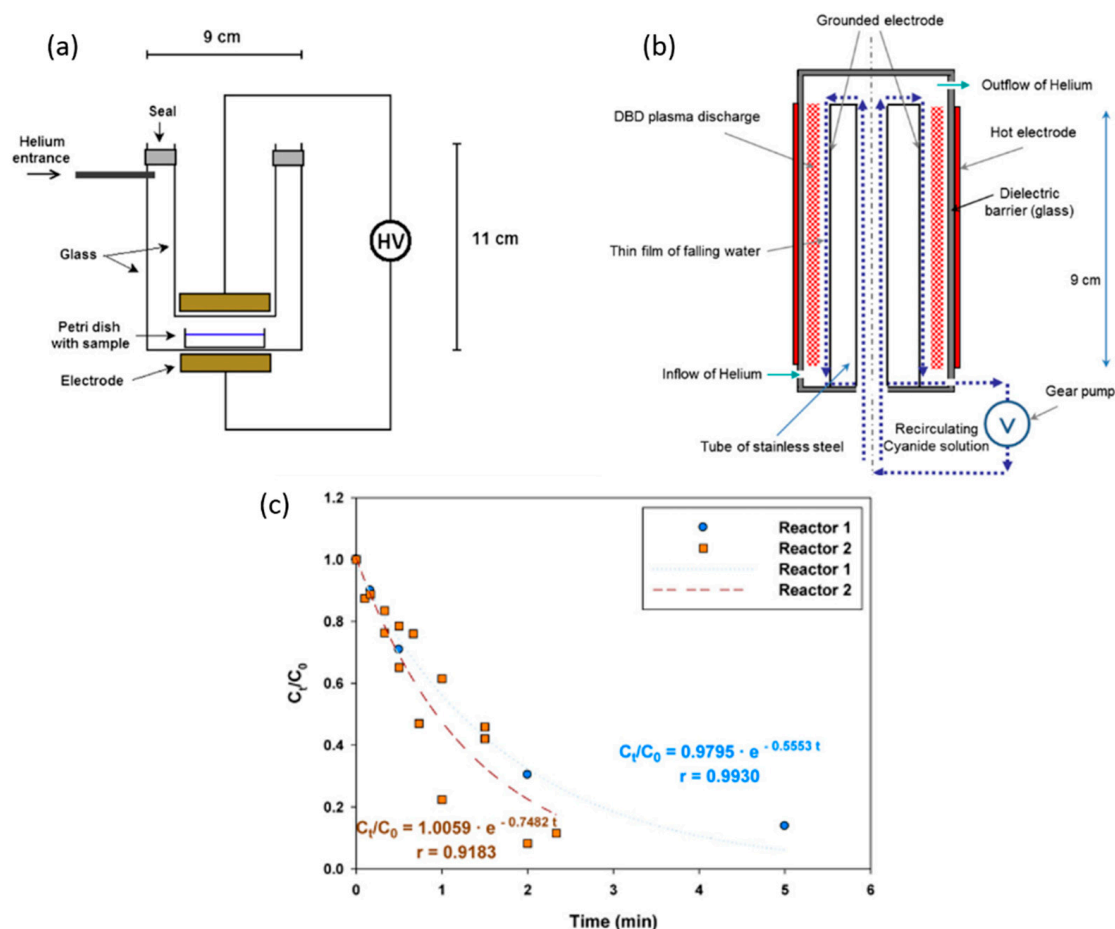 (a)
9 cm
Seal
Helium
entrance
HV
11 cm
Glass
Petri dish
with sample
Electrode
(b)
Grounded electrode
Outflow of Helium
DBD plasma discharge
Hot electrode
Dielectric
barrier (glass)
Thin film of falling water
9 cm
Inflow of Helium
Gear pump
V
Recirculating
Cyanide solution
Tube of stainless steel
(c)
1.2
1.0
0.8
0.6
0.4
0.2
0.0
Ct/C0
Reactor 1
Reactor 2
Reactor 1
Reactor 2
Ct/C0 = 0.9795 · e - 0.5553 t
r = 0.9930
Ct/C0 = 1.0059 · e -0.7482 t
r = 0.9183
0 1 2 3 4 5 6
Time (min)